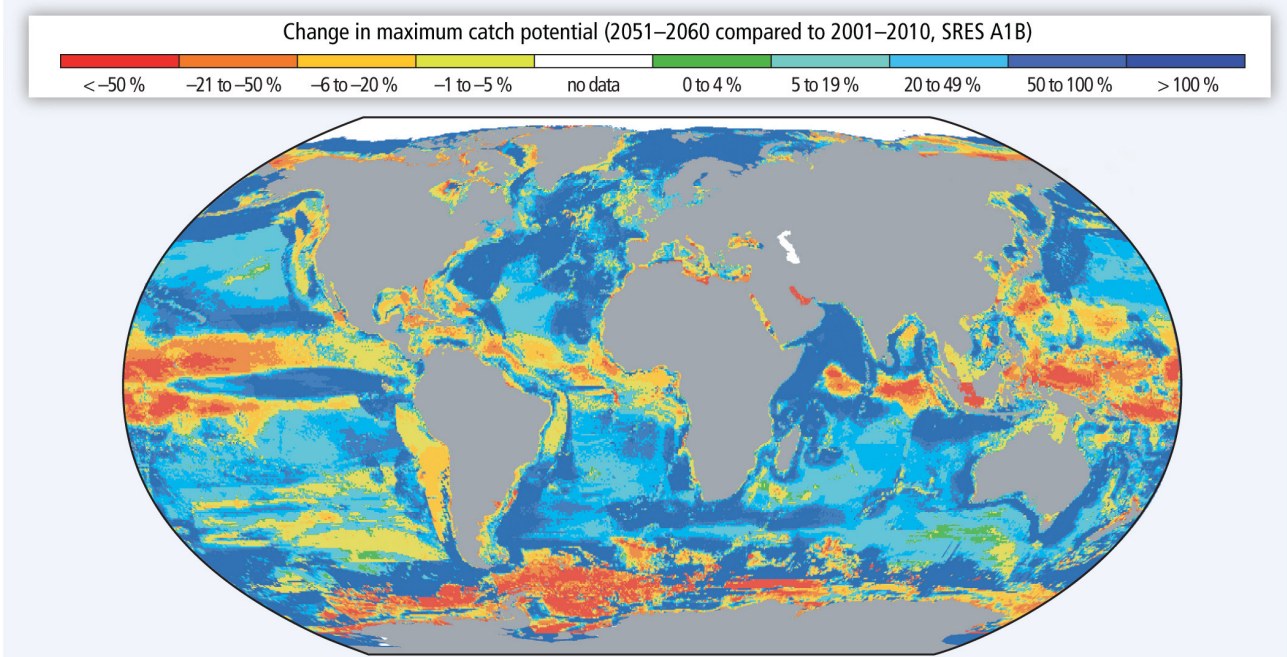 Change in maximum catch potential (2051–2060 compared to 2001–2010, SRES A1B)
< –50 % –21 to –50 % –6 to –20 % –1 to –5 % no data 0 to 4 % 5 to 19 % 20 to 49 % 50 to 100 % > 100 %